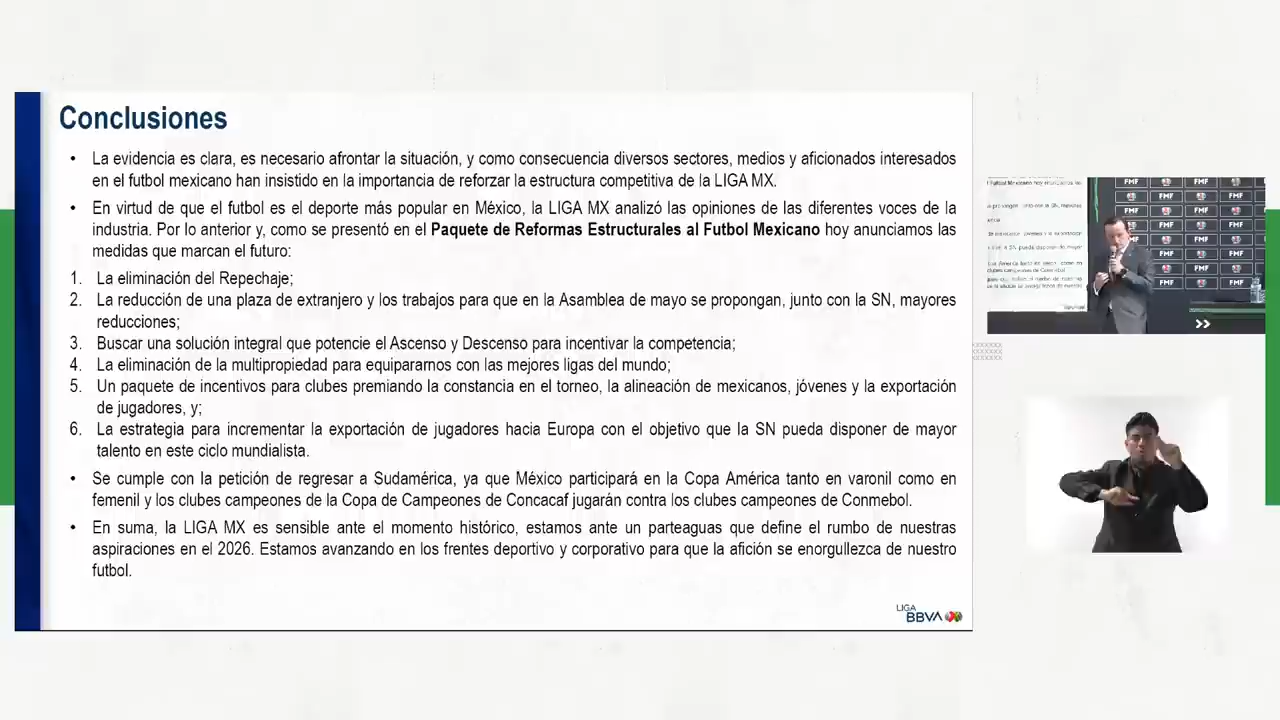 Conclusiones
• La evidencia es clara, es necesario afrontar la situación, y como consecuencia diversos sectores, medios y aficionados interesados
en el futbol mexicano han insistido en la importancia de reforzar la estructura competitiva de la LIGA MX.
• En virtud de que el futbol es el deporte más popular en México, la LIGA MX analizó las opiniones de las diferentes voces de la
industria. Por lo anterior y, como se presentó en el Paquete de Reformas Estructurales al Futbol Mexicano hoy anunciamos las
medidas que marcan el futuro:
1. La eliminación del Repechaje;
2. La reducción de una plaza de extranjero y los trabajos para que en la Asamblea de mayo se propongan, junto con la SN, mayores
reducciones;
3. Buscar una solución integral que potencie el Ascenso y Descenso para incentivar la competencia;
4. La eliminación de la multipropiedad para equipararnos con las mejores ligas del mundo;
5. Un paquete de incentivos para clubes premiando la constancia en el torneo, la alineación de mexicanos, jóvenes y la exportación
de jugadores, y;
6. La estrategia para incrementar la exportación de jugadores hacia Europa con el objetivo que la SN pueda disponer de mayor
talento en este ciclo mundialista.
• Se cumple con la petición de regresar a Sudamérica, ya que México participará en la Copa América tanto en varonil como en
femenil y los clubes campeones de la Copa de Campeones de Concacaf jugarán contra los clubes campeones de Conmebol.
• En suma, la LIGA MX es sensible ante el momento histórico, estamos ante un parteaguas que define el rumbo de nuestras
aspiraciones en el 2026. Estamos avanzando en los frentes deportivo y corporativo para que la afición se enorgullezca de nuestro
futbol.
LIGA
BBVA
FMF FMF FMF FMF
FMF FMF
FMF FMF FMF
FMF FMF
FMF FMF FMF